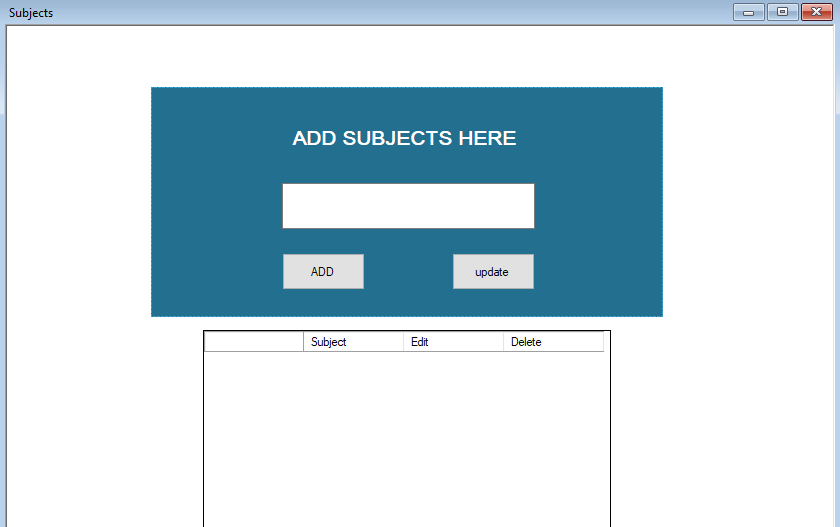 Subjects
ADD SUBJECTS HERE
ADD update
Subject Edit Delete